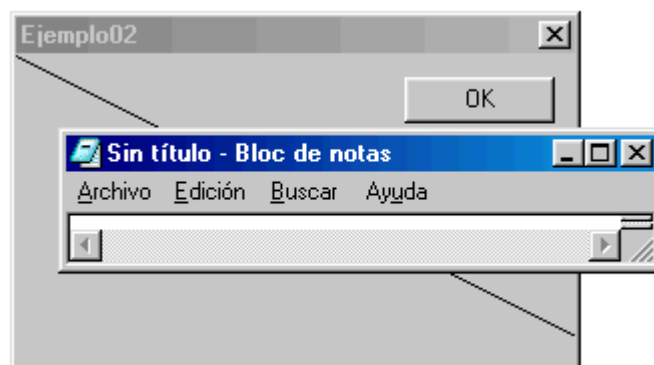 Ejemplo02
OK
Sin título - Bloc de notas
Archivo Edición Buscar Ayuda